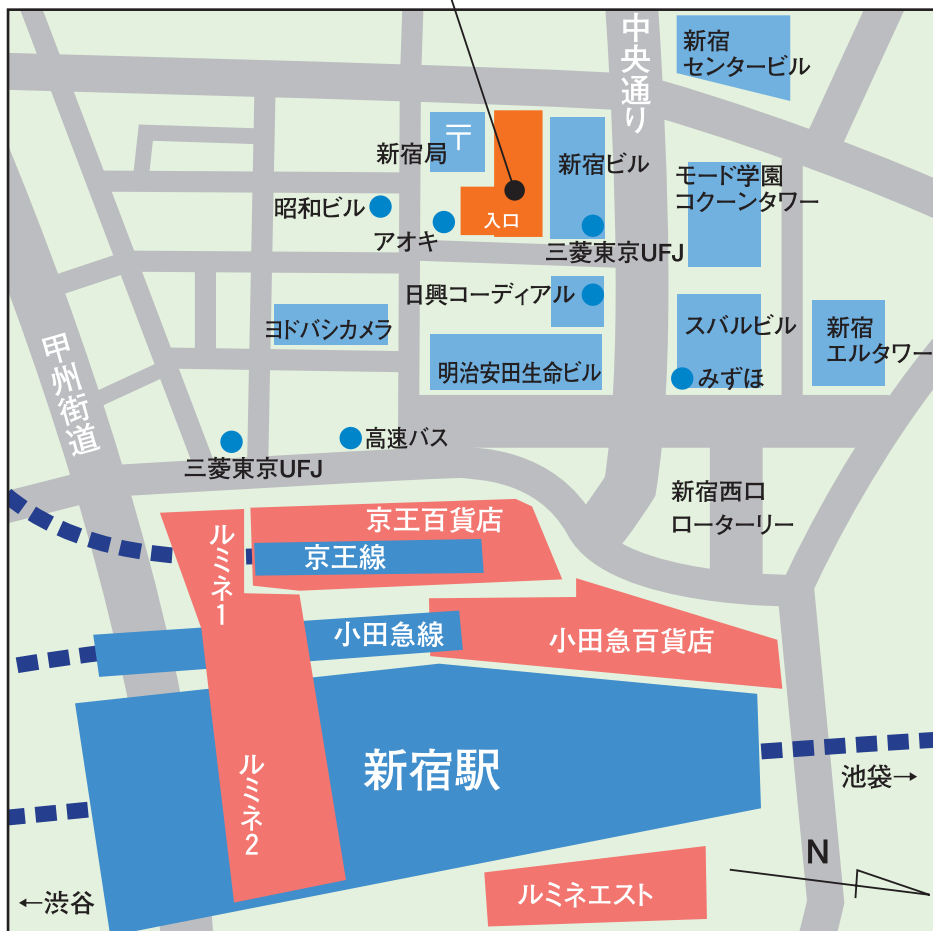 中央通り
新宿
センタービル
〒
新宿局
新宿ビル
モード学園
コクーンタワー
昭和ビル
入口
アオキ
三菱東京UFJ
日興コーディアル
ヨドバシカメラ
スバルビル
新宿
エルタワー
明治安田生命ビル
みずほ
甲州街道
高速バス
三菱東京UFJ
新宿西口
ローターリー
京王百貨店
ルミネ1
京王線
小田急線
小田急百貨店
新宿駅
ルミネ2
池袋→
N
←渋谷
ルミネエスト